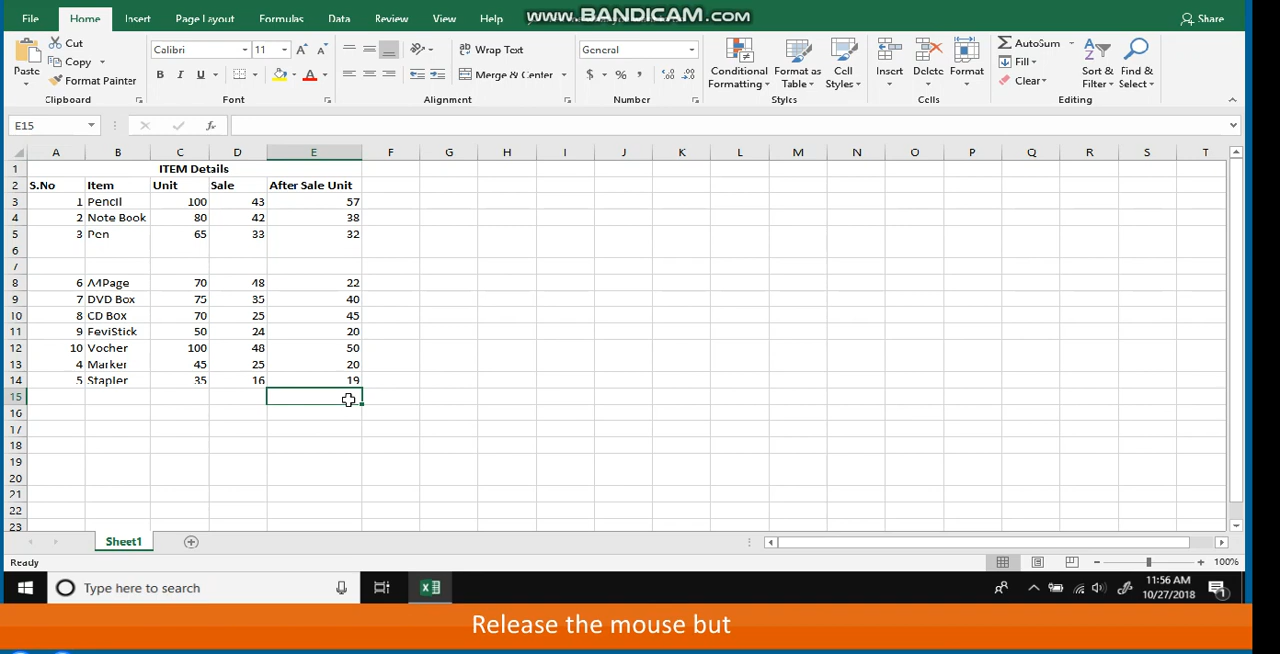 File Home Insert Page Layout Formulas Data Review View Help www.BANDICAM.com Share
Paste Cut Copy Format Painter Clipboard
Calibri 11 B I U A Font
Wrap Text Merge & Center Alignment
General $ % , Number
Conditional Formatting Format as Table Cell Styles Styles
Insert Delete Format Cells
AutoSum Fill Clear Sort & Filter Find & Select Editing
E15 fx
A B C D E F G H I J K L M N O P Q R S T
1 ITEM Details
2 S.No Item Unit Sale After Sale Unit
3 1 Pencil 100 43 57
4 2 Note Book 80 42 38
5 3 Pen 65 33 32
6
7
8 6 A4Page 70 48 22
9 7 DVD Box 75 35 40
10 8 CD Box 70 25 45
11 9 FeviStick 50 24 20
12 10 Vocher 100 48 50
13 4 Marker 45 25 20
14 5 Stapler 35 16 19
15
16
17
18
19
20
21
22
23
Sheet1
Ready 100%
Type here to search 11:56 AM
10/27/2018 1
Release the mouse but